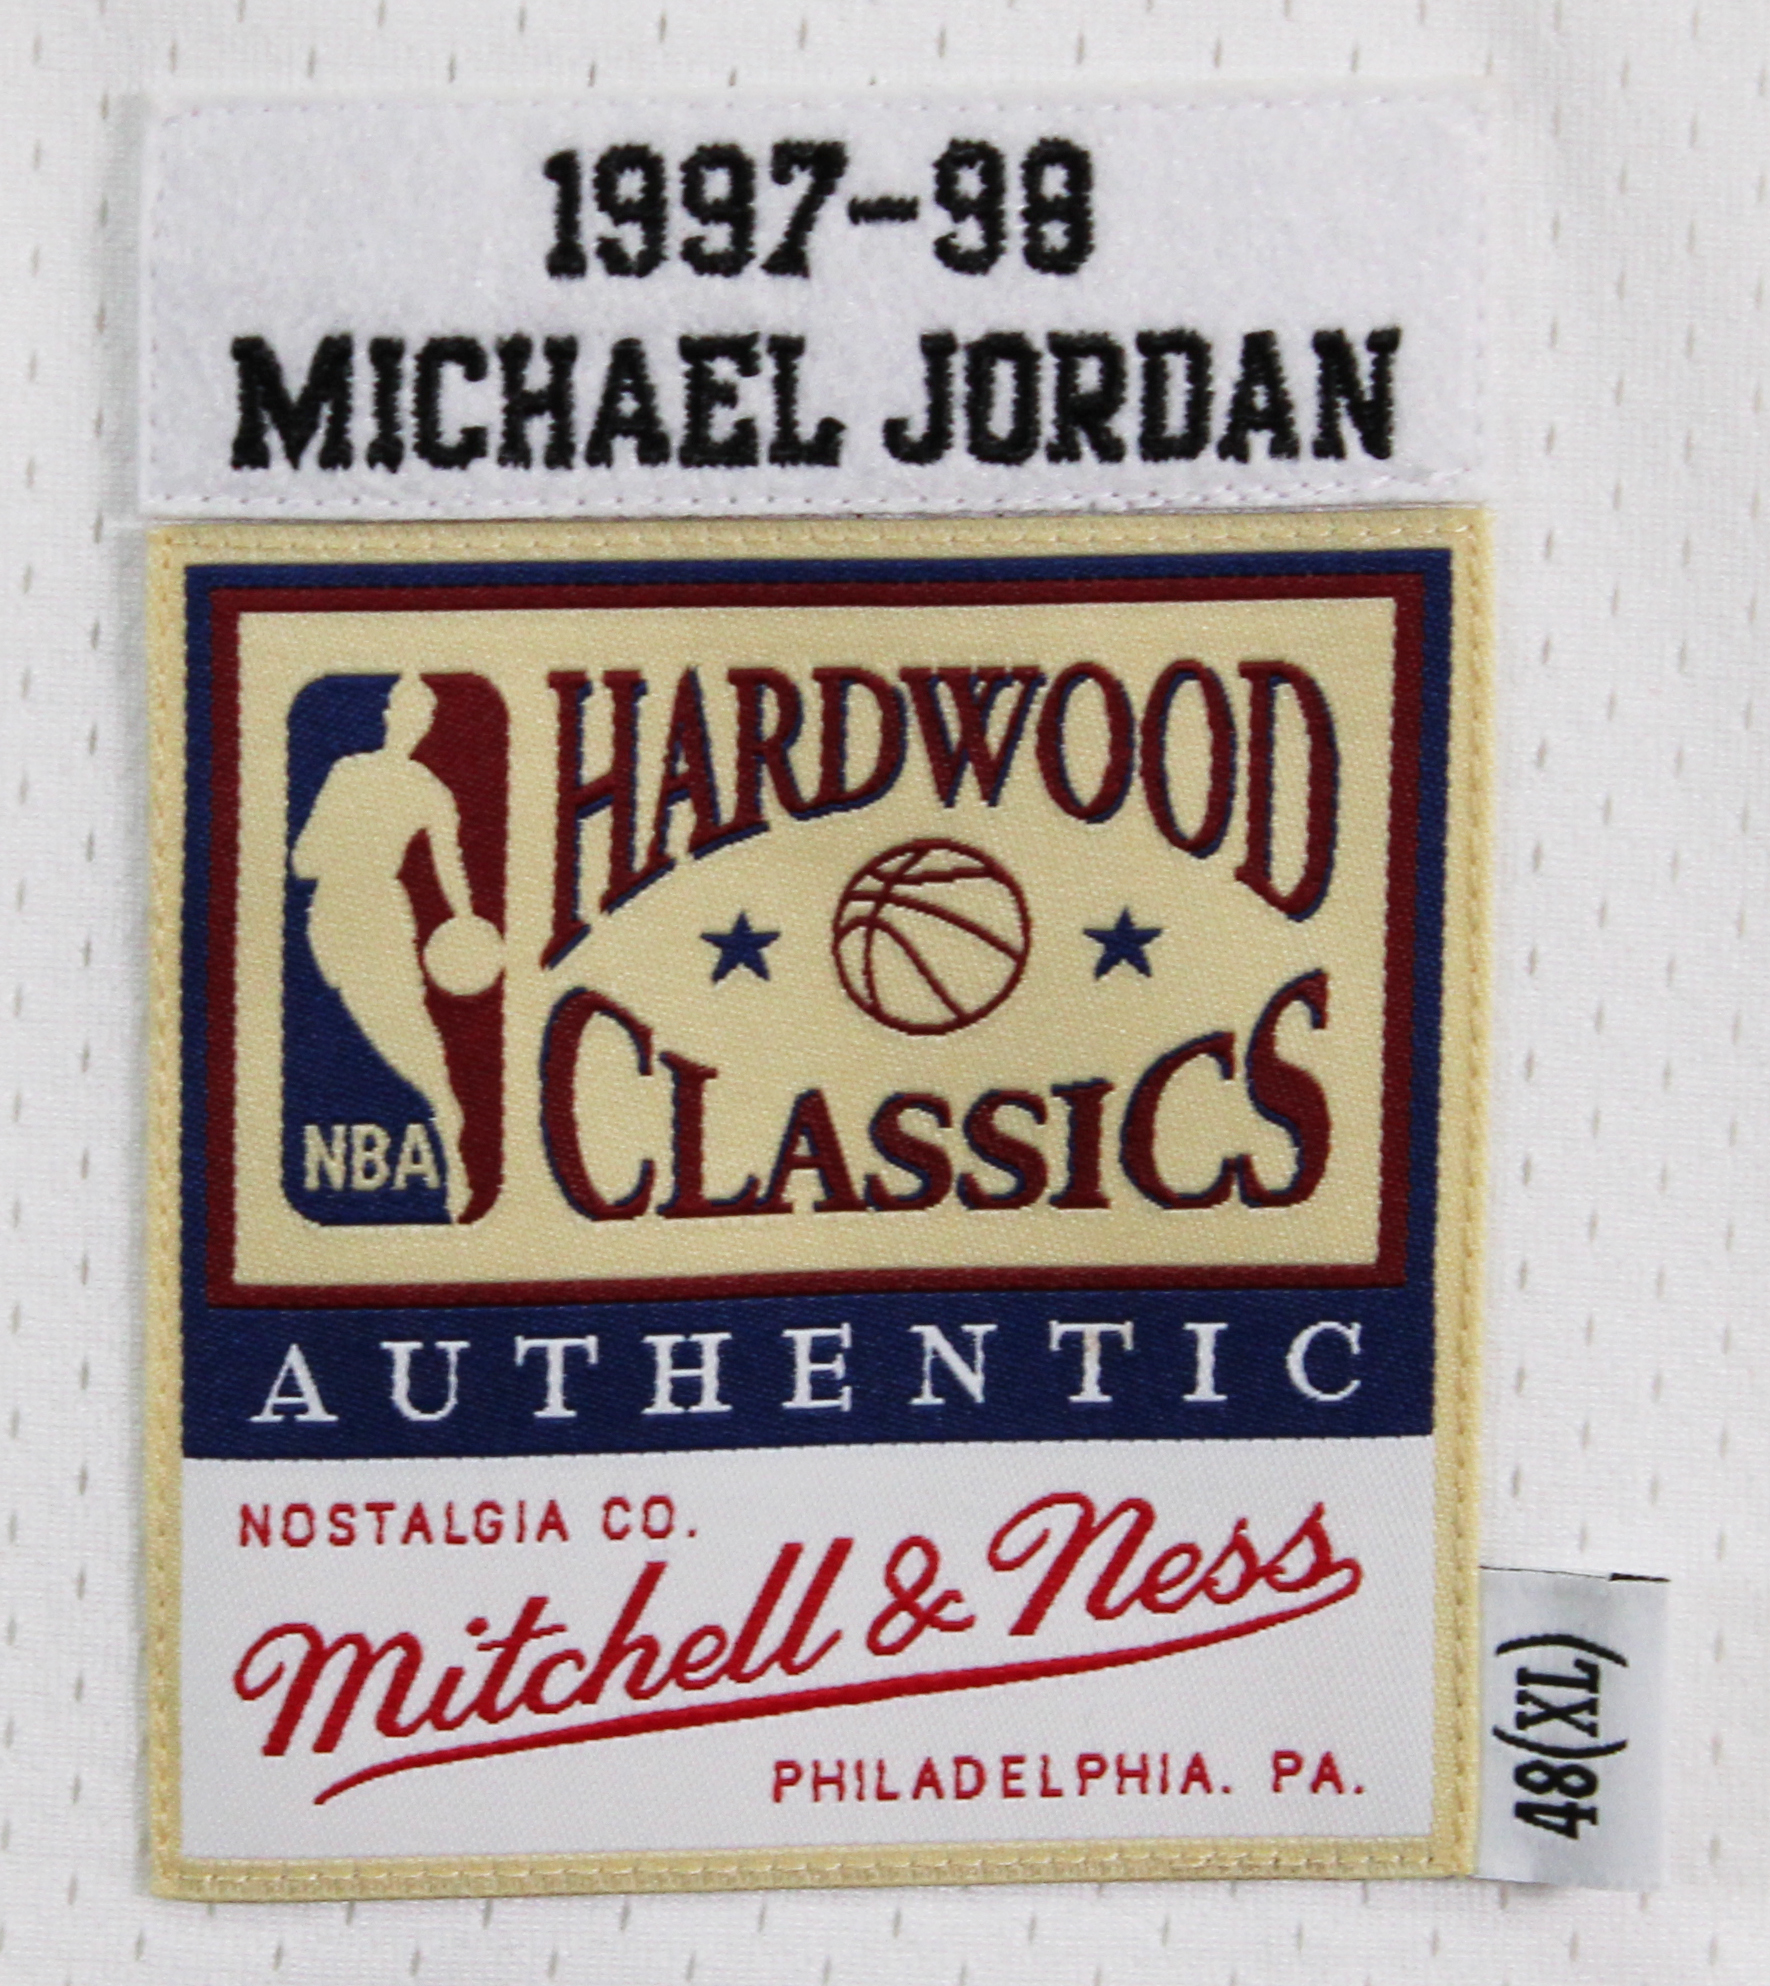 1997-98
MICHAEL JORDAN
HARDWOOD
CLASSICS
NBA
AUTHENTIC
NOSTALGIA CO.
Mitchell & Ness
PHILADELPHIA. PA.
48(XL)